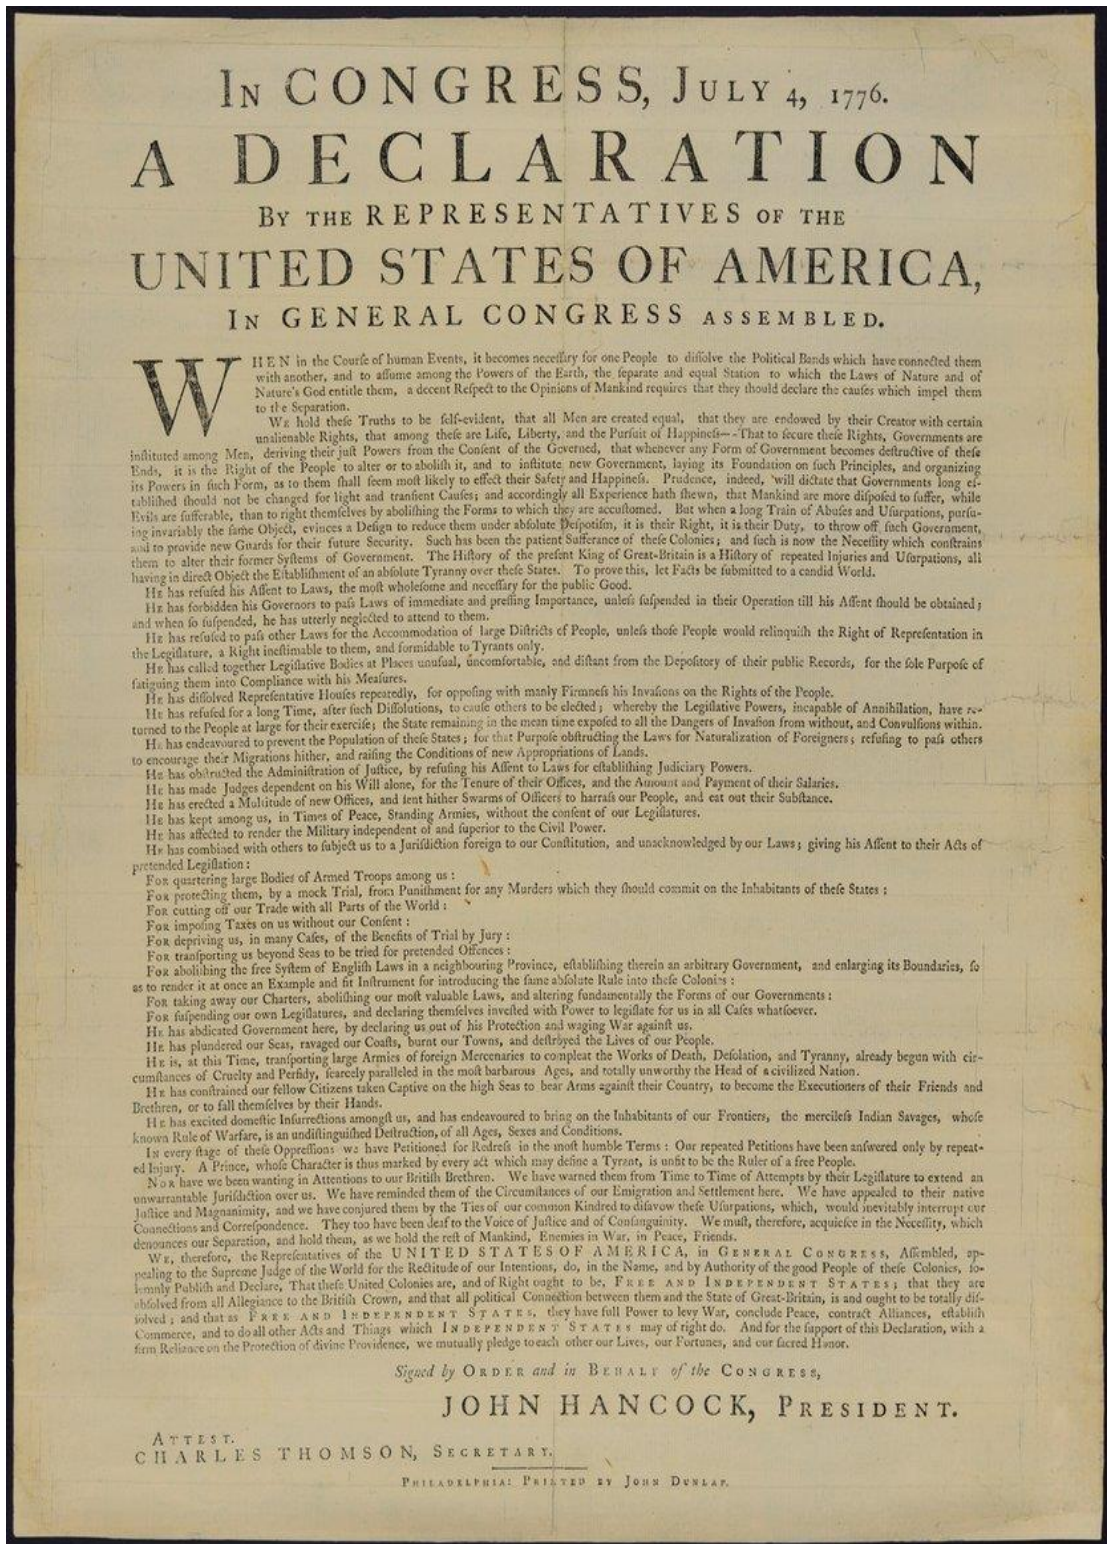 IN CONGRESS, JULY 4, 1776.
A DECLARATION
BY THE REPRESENTATIVES OF THE
UNITED STATES OF AMERICA,
IN GENERAL CONGRESS ASSEMBLED.
WHEN in the Courſe of human Events, it becomes neceſſary for one People to diſſolve the Political Bands which have connected them
with another, and to aſſume among the Powers of the Earth, the ſeparate and equal Station to which the Laws of Nature and of
Nature's God entitle them, a decent Reſpect to the Opinions of Mankind requires that they ſhould declare the cauſes which impel them
to the Separation.
WE hold theſe Truths to be ſelf-evident, that all Men are created equal, that they are endowed by their Creator with certain
unalienable Rights, that among theſe are Life, Liberty, and the Purſuit of Happineſs--That to ſecure theſe Rights, Governments are
inſtituted among Men, deriving their juſt Powers from the Conſent of the Governed, that whenever any Form of Government becomes deſtructive of theſe
Ends, it is the Right of the People to alter or to aboliſh it, and to inſtitute new Government, laying its Foundation on ſuch Principles, and organizing
its Powers in ſuch Form, as to them ſhall ſeem moſt likely to effect their Safety and Happineſs. Prudence, indeed, will dictate that Governments long eſ-
tabliſhed ſhould not be changed for light and tranſient Cauſes; and accordingly all Experience hath ſhewn, that Mankind are more diſpoſed to ſuffer, while
Evils are ſufferable, than to right themſelves by aboliſhing the Forms to which they are accuſtomed. But when a long Train of Abuſes and Uſurpations, purſu-
ing invariably the ſame Object, evinces a Deſign to reduce them under abſolute Deſpotiſm, it is their Right, it is their Duty, to throw off ſuch Government,
and to provide new Guards for their future Security. Such has been the patient Sufferance of theſe Colonies; and ſuch is now the Neceſſity which conſtrains
them to alter their former Syſtems of Government. The Hiſtory of the preſent King of Great-Britain is a Hiſtory of repeated Injuries and Uſurpations, all
having in direct Object the Eſtabliſhment of an abſolute Tyranny over theſe States. To prove this, let Facts be ſubmitted to a candid World.
HE has refuſed his Aſſent to Laws, the moſt wholeſome and neceſſary for the public Good.
HE has forbidden his Governors to paſs Laws of immediate and preſſing Importance, unleſs ſuſpended in their Operation till his Aſſent ſhould be obtained;
and when ſo ſuſpended, he has utterly neglected to attend to them.
HE has refuſed to paſs other Laws for the Accommodation of large Diſtricts of People, unleſs thoſe People would relinquiſh the Right of Repreſentation in
the Legiſlature, a Right ineſtimable to them, and formidable to Tyrants only.
HE has called together Legiſlative Bodies at Places unuſual, uncomfortable, and diſtant from the Depoſitory of their public Records, for the ſole Purpoſe of
fatiguing them into Compliance with his Meaſures.
HE has diſſolved Repreſentative Houſes repeatedly, for oppoſing with manly Firmneſs his Invaſions on the Rights of the People.
HE has refuſed for a long Time, after ſuch Diſſolutions, to cauſe others to be elected; whereby the Legiſlative Powers, incapable of Annihilation, have re-
turned to the People at large for their exerciſe; the State remaining in the mean time expoſed to all the Dangers of Invaſion from without, and Convulſions within.
HE has endeavoured to prevent the Population of theſe States; for that Purpoſe obſtructing the Laws for Naturalization of Foreigners; refuſing to paſs others
to encourage their Migrations hither, and raiſing the Conditions of new Appropriations of Lands.
HE has obſtructed the Adminiſtration of Juſtice, by refuſing his Aſſent to Laws for eſtabliſhing Judiciary Powers.
HE has made Judges dependent on his Will alone, for the Tenure of their Offices, and the Amount and Payment of their Salaries.
HE has erected a Multitude of new Offices, and ſent hither Swarms of Officers to harraſs our People, and eat out their Subſtance.
HE has kept among us, in Times of Peace, Standing Armies, without the conſent of our Legiſlatures.
HE has affected to render the Military independent of and ſuperior to the Civil Power.
HE has combined with others to ſubject us to a Juriſdiction foreign to our Conſtitution, and unacknowledged by our Laws; giving his Aſſent to their Acts of
pretended Legiſlation:
FOR quartering large Bodies of Armed Troops among us:
FOR protecting them, by a mock Trial, from Puniſhment for any Murders which they ſhould commit on the Inhabitants of theſe States:
FOR cutting off our Trade with all Parts of the World:
FOR impoſing Taxes on us without our Conſent:
FOR depriving us, in many Caſes, of the Benefits of Trial by Jury:
FOR tranſporting us beyond Seas to be tried for pretended Offences:
FOR aboliſhing the free Syſtem of Engliſh Laws in a neighbouring Province, eſtabliſhing therein an arbitrary Government, and enlarging its Boundaries, ſo
as to render it at once an Example and fit Inſtrument for introducing the ſame abſolute Rule into theſe Colonies:
FOR taking away our Charters, aboliſhing our moſt valuable Laws, and altering fundamentally the Forms of our Governments:
FOR ſuſpending our own Legiſlatures, and declaring themſelves inveſted with Power to legiſlate for us in all Caſes whatſoever.
HE has abdicated Government here, by declaring us out of his Protection and waging War againſt us.
HE has plundered our Seas, ravaged our Coaſts, burnt our Towns, and deſtroyed the Lives of our People.
HE is, at this Time, tranſporting large Armies of foreign Mercenaries to compleat the Works of Death, Deſolation, and Tyranny, already begun with cir-
cumſtances of Cruelty and Perfidy, ſcarcely paralleled in the moſt barbarous Ages, and totally unworthy the Head of a civilized Nation.
HE has conſtrained our fellow Citizens taken Captive on the high Seas to bear Arms againſt their Country, to become the Executioners of their Friends and
Brethren, or to fall themſelves by their Hands.
HE has excited domeſtic Inſurrections amongſt us, and has endeavoured to bring on the Inhabitants of our Frontiers, the mercileſs Indian Savages, whoſe
known Rule of Warfare, is an undiſtinguiſhed Deſtruction, of all Ages, Sexes and Conditions.
IN every ſtage of theſe Oppreſſions we have Petitioned for Redreſs in the moſt humble Terms: Our repeated Petitions have been anſwered only by repeat-
ed Injury. A Prince, whoſe Character is thus marked by every act which may define a Tyrant, is unfit to be the Ruler of a free People.
NOR have we been wanting in Attentions to our Britiſh Brethren. We have warned them from Time to Time of Attempts by their Legiſlature to extend an
unwarrantable Juriſdiction over us. We have reminded them of the Circumſtances of our Emigration and Settlement here. We have appealed to their native
Juſtice and Magnanimity, and we have conjured them by the Ties of our common Kindred to diſavow theſe Uſurpations, which, would inevitably interrupt our
Connections and Correſpondence. They too have been deaf to the Voice of Juſtice and of Conſanguinity. We muſt, therefore, acquieſce in the Neceſſity, which
denounces our Separation, and hold them, as we hold the reſt of Mankind, Enemies in War, in Peace, Friends.
WE, therefore, the Repreſentatives of the UNITED STATES OF AMERICA, in GENERAL CONGRESS, Aſſembled, ap-
pealing to the Supreme Judge of the World for the Rectitude of our Intentions, do, in the Name, and by Authority of the good People of theſe Colonies, ſo-
lemnly Publiſh and Declare, That theſe United Colonies are, and of Right ought to be, FREE AND INDEPENDENT STATES; that they are
abſolved from all Allegiance to the Britiſh Crown, and that all political Connection between them and the State of Great-Britain, is and ought to be totally diſ-
ſolved; and that as FREE AND INDEPENDENT STATES, they have full Power to levy War, conclude Peace, contract Alliances, eſtabliſh
Commerce, and to do all other Acts and Things which INDEPENDENT STATES may of right do. And for the ſupport of this Declaration, with a
firm Reliance on the Protection of divine Providence, we mutually pledge to each other our Lives, our Fortunes, and our ſacred Honor.
Signed by ORDER and in BEHALF of the CONGRESS,
JOHN HANCOCK, PRESIDENT.
ATTEST.
CHARLES THOMSON, SECRETARY.
PHILADELPHIA: PRINTED BY JOHN DUNLAP.